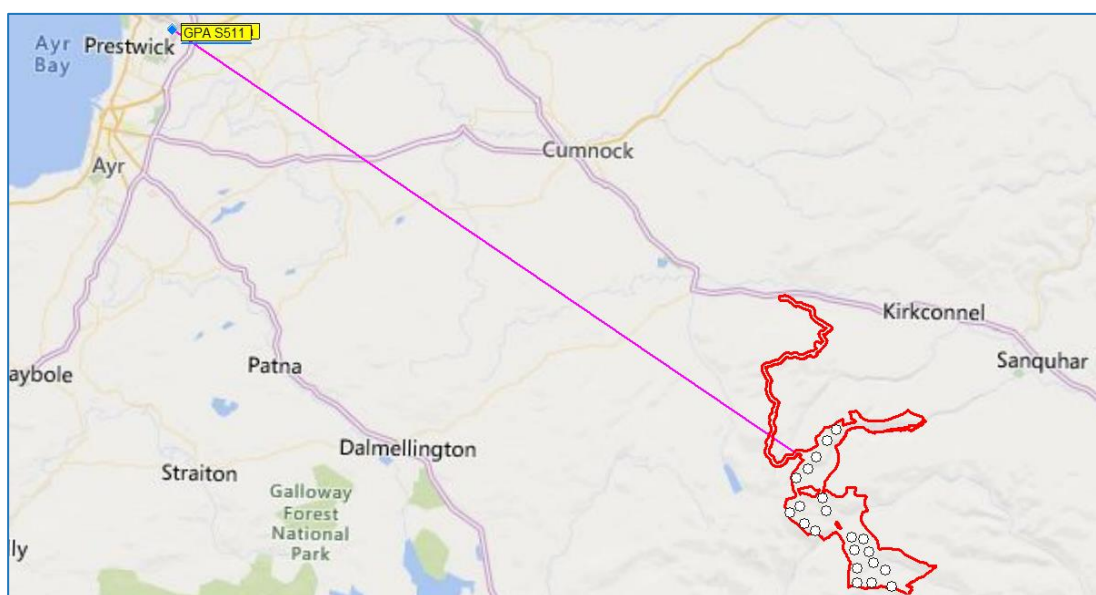 Ayr
Bay
Prestwick
GPA S511
Cumnock
Ayr
Kirkconnel
Sanquhar
Patna
aybole
Dalmellington
Straiton
Galloway
Forest
National
Park
lly